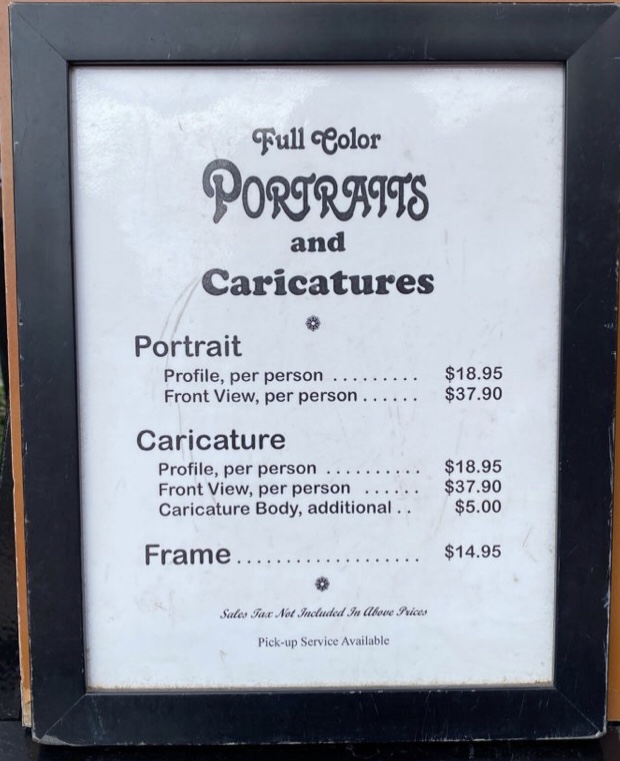 Full Color
PORTRAITS
and
Caricatures
Portrait
Profile, per person ......... $18.95
Front View, per person ...... $37.90
Caricature
Profile, per person .......... $18.95
Front View, per person ...... $37.90
Caricature Body, additional .. $5.00
Frame................... $14.95
Sales Tax Not Included In Above Prices
Pick-up Service Available